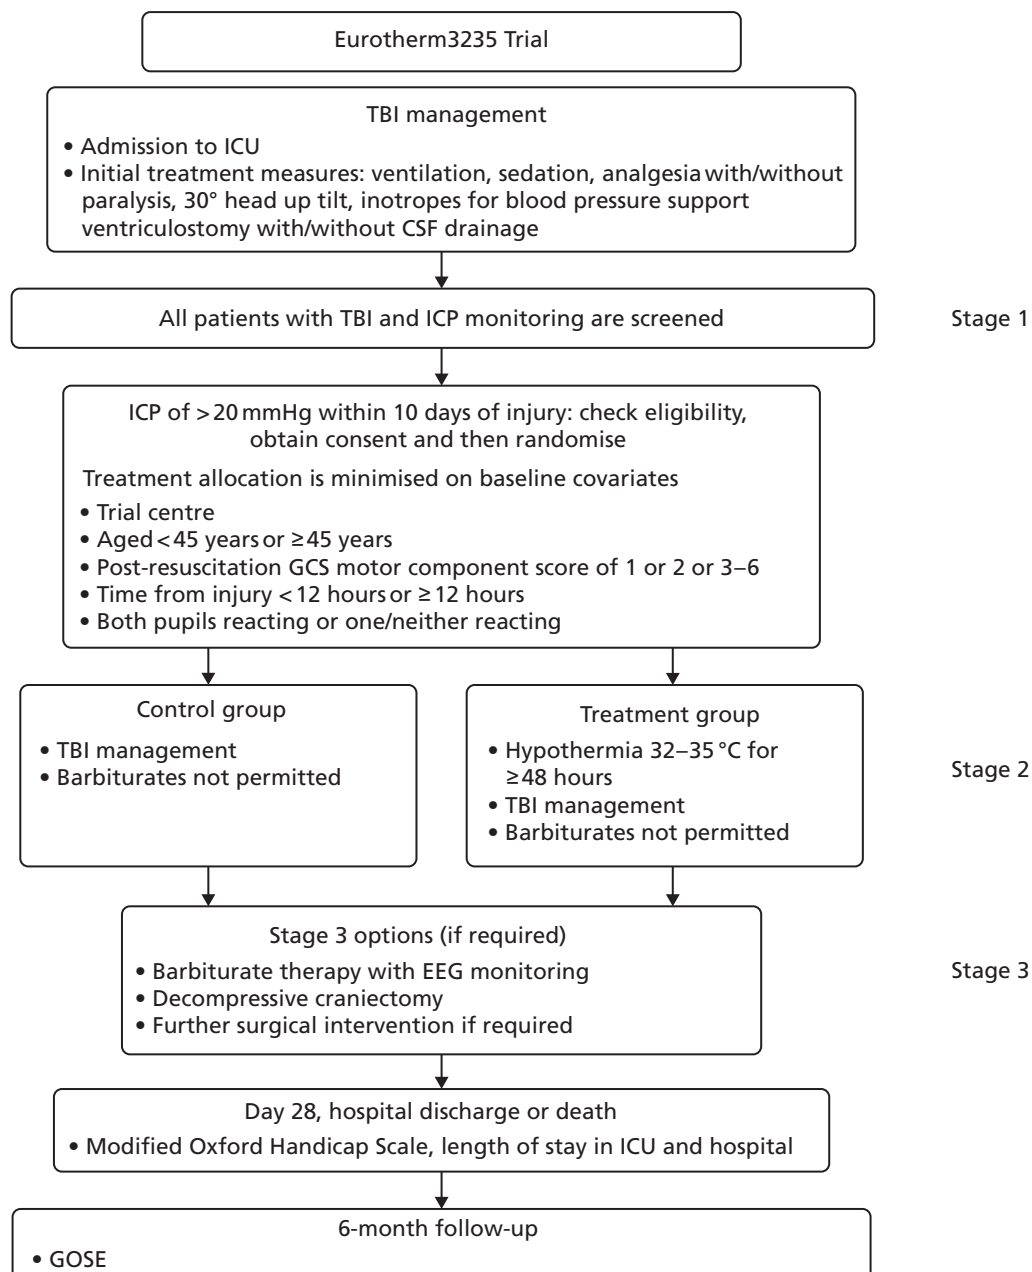 Eurotherm3235 Trial
TBI management
• Admission to ICU
• Initial treatment measures: ventilation, sedation, analgesia with/without
paralysis, 30° head up tilt, inotropes for blood pressure support
ventriculostomy with/without CSF drainage
All patients with TBI and ICP monitoring are screened
Stage 1
ICP of >20 mmHg within 10 days of injury: check eligibility,
obtain consent and then randomise
Treatment allocation is minimised on baseline covariates
• Trial centre
• Aged <45 years or ≥45 years
• Post-resuscitation GCS motor component score of 1 or 2 or 3–6
• Time from injury <12 hours or ≥12 hours
• Both pupils reacting or one/neither reacting
Control group
• TBI management
• Barbiturates not permitted
Treatment group
• Hypothermia 32–35 °C for
≥48 hours
• TBI management
• Barbiturates not permitted
Stage 2
Stage 3 options (if required)
• Barbiturate therapy with EEG monitoring
• Decompressive craniectomy
• Further surgical intervention if required
Stage 3
Day 28, hospital discharge or death
• Modified Oxford Handicap Scale, length of stay in ICU and hospital
6-month follow-up
• GOSE